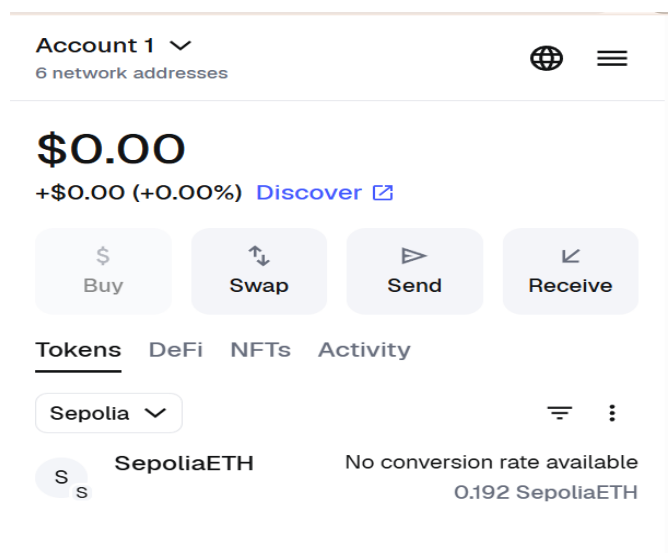 Account 1
6 network addresses
$0.00
+$0.00 (+0.00%) Discover
$
Buy Swap Send Receive
Tokens DeFi NFTs Activity
Sepolia
S S SepoliaETH No conversion rate available
0.192 SepoliaETH